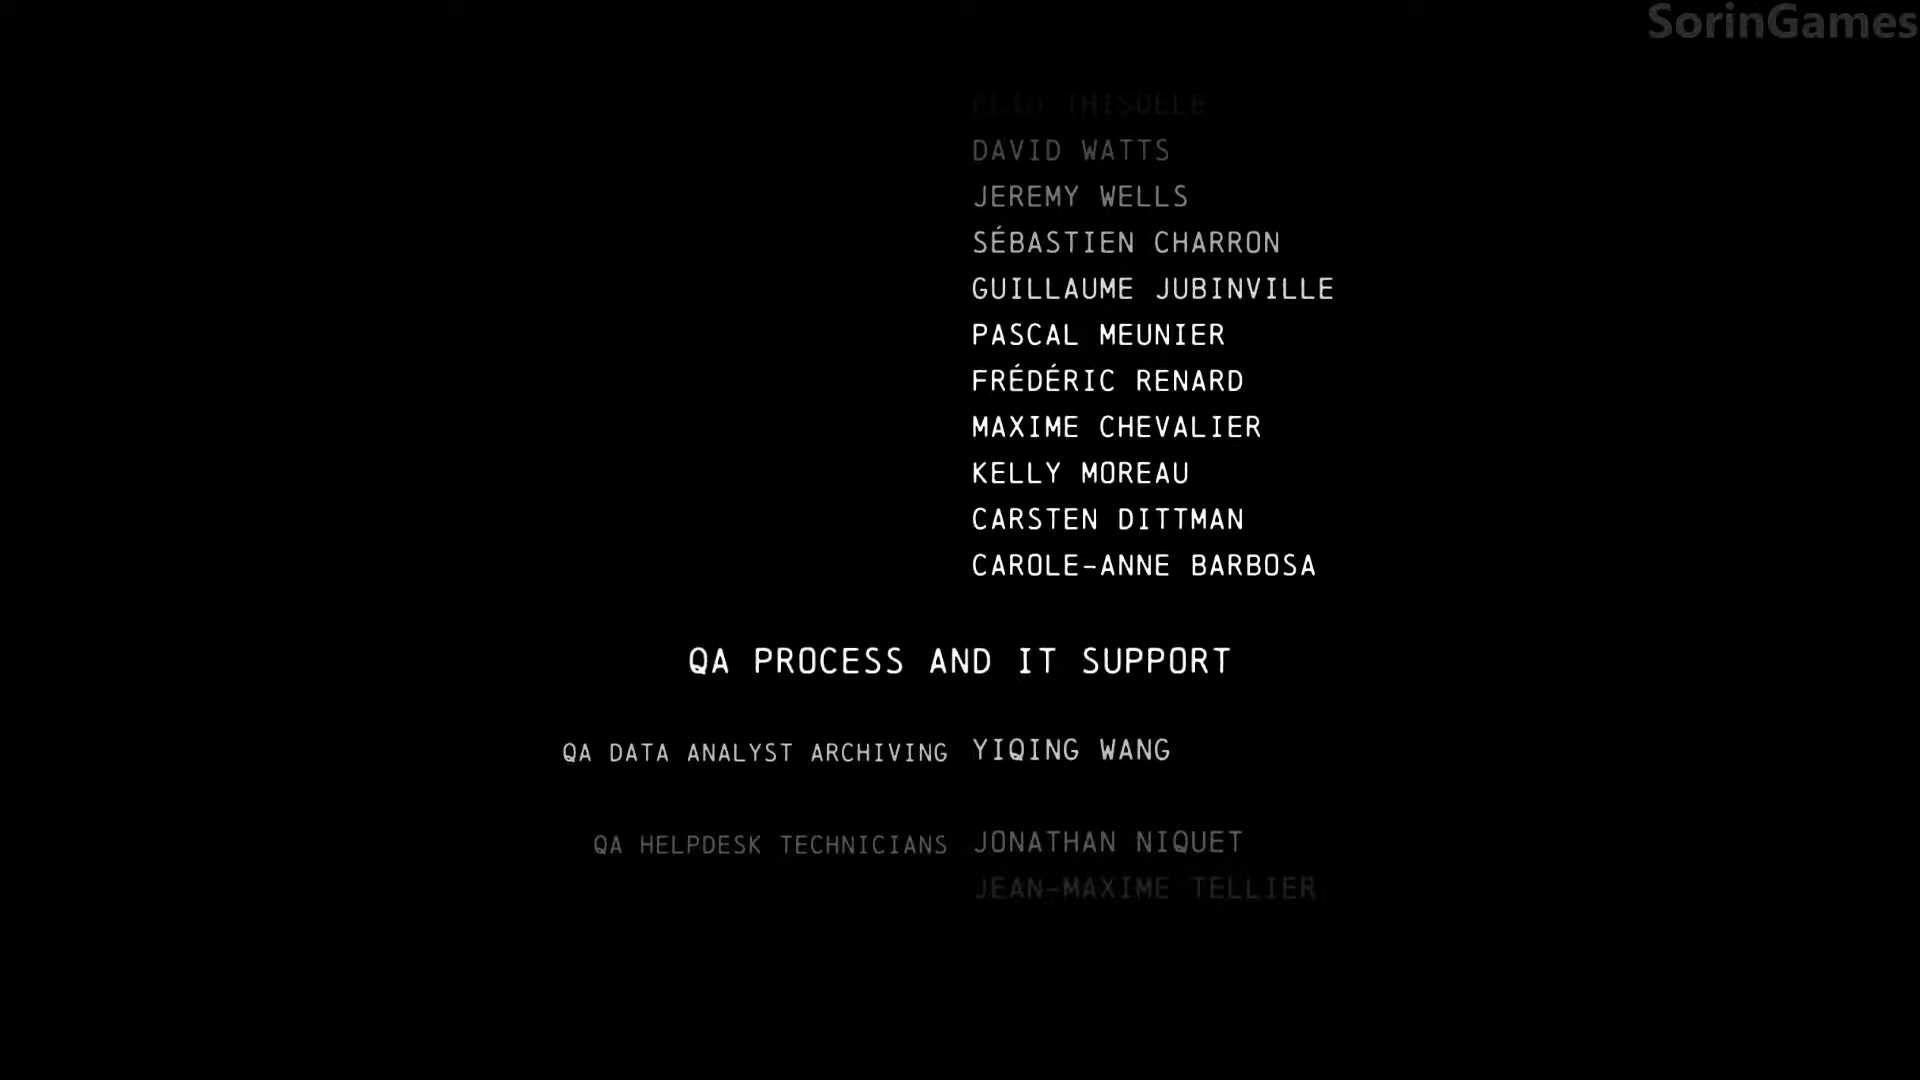 SorinGames
THISDELE
DAVID WATTS
JEREMY WELLS
SÉBASTIEN CHARRON
GUILLAUME JUBINVILLE
PASCAL MEUNIER
FRÉDÉRIC RENARD
MAXIME CHEVALIER
KELLY MOREAU
CARSTEN DITTMAN
CAROLE-ANNE BARBOSA
QA PROCESS AND IT SUPPORT
QA DATA ANALYST ARCHIVING YIQING WANG
QA HELPDESK TECHNICIANS JONATHAN NIQUET
JEAN-MAXIME TELLIER